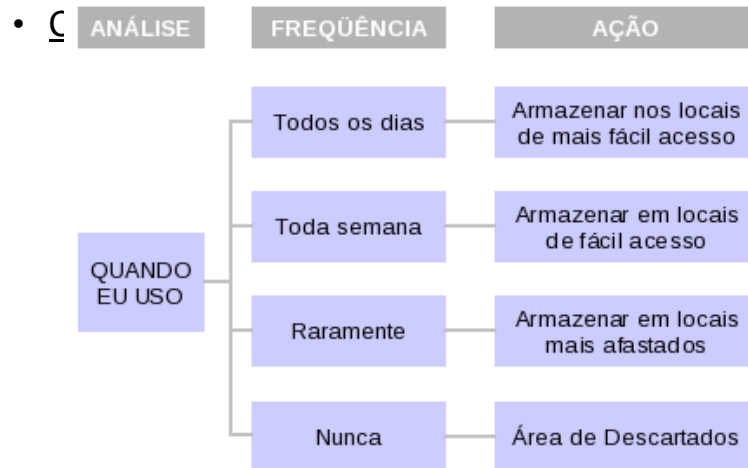 ANÁLISE FREQÜÊNCIA AÇÃO
Todos os dias
Armazenar nos locais
de mais fácil acesso
Toda semana
Armazenar em locais
de fácil acesso
QUANDO
EU USO
Raramente
Armazenar em locais
mais afastados
Nunca
Área de Descartados